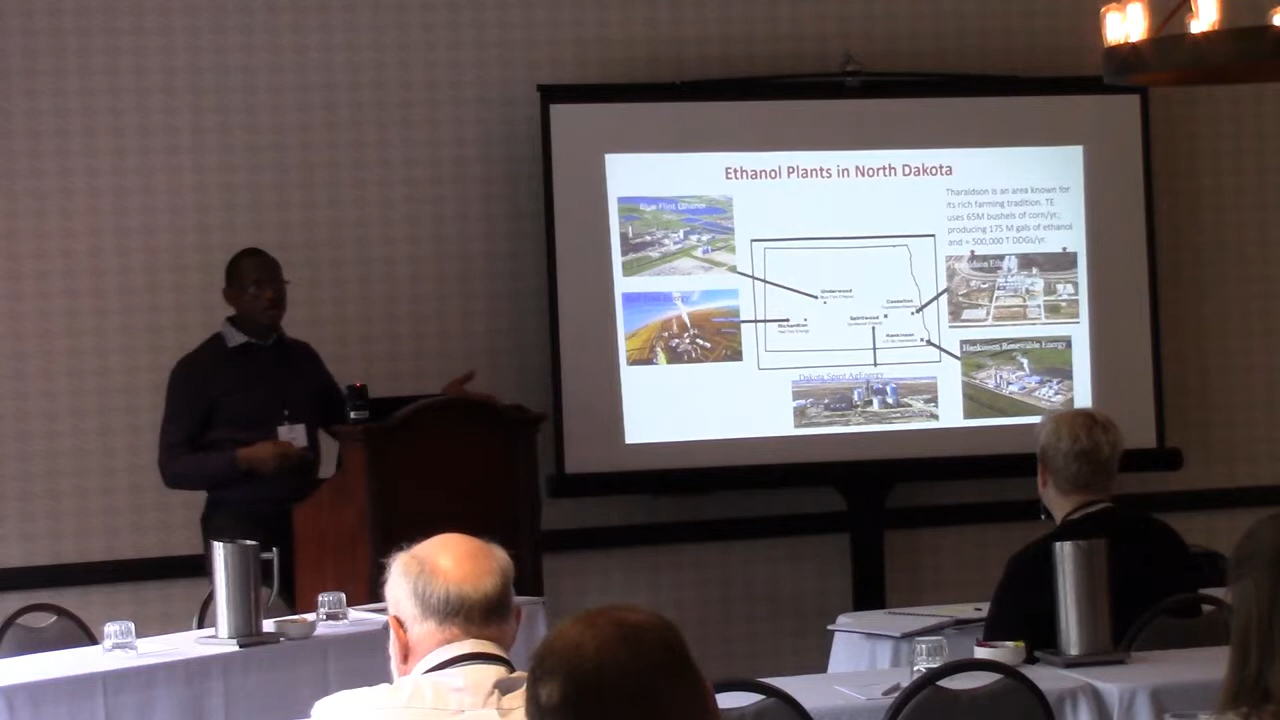 Ethanol Plants in North Dakota
Tharaldson is an area known for
its rich farming tradition. TE
uses 65M bushels of corn/yr.;
producing 175 M gals of ethanol
and ≈ 500,000 T DDGs/yr.
Blue Flint Ethanol
Red Trail Energy
Underwood
Blue Flint Ethanol
Richardton
Red Trail Energy
Casselton
Spiritwood
Hankinson
Hankinson Renewable Energy
Dakota Spirit AgEnergy